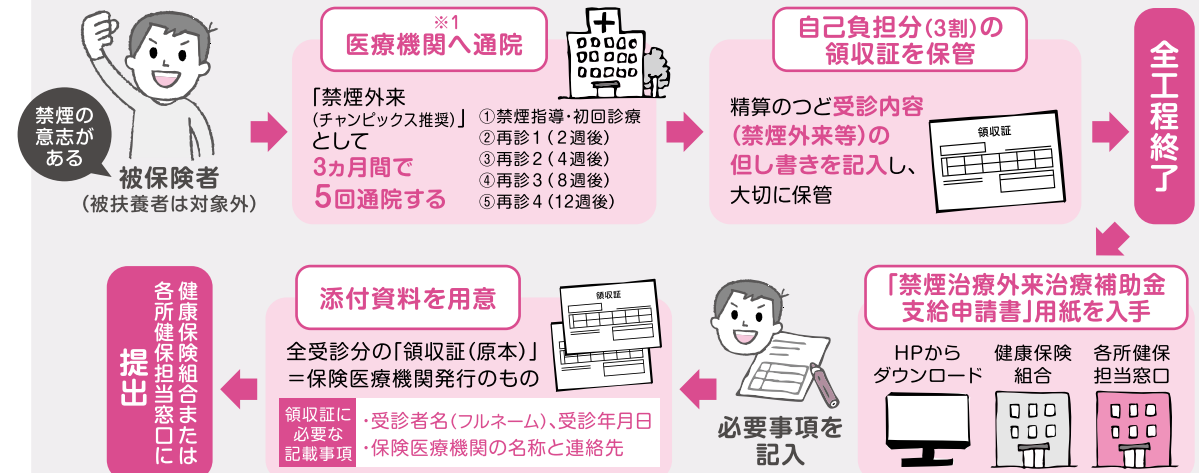 禁煙の
意志が
ある
被保険者
（被扶養者は対象外）
※1
医療機関へ通院
「禁煙外来
（チャンピックス推奨）」
として
3ヵ月間で
5回通院する
①禁煙指導・初回診療
②再診1（2週後）
③再診2（4週後）
④再診3（8週後）
⑤再診4（12週後）
自己負担分（3割）の
領収証を保管
精算のつど受診内容
（禁煙外来等）の
但し書きを記入し、
大切に保管
領収証
全工程終了
「禁煙治療外来治療補助金
支給申請書」用紙を入手
HPから
ダウンロード
健康保険
組合
各所健保
担当窓口
必要事項を
記入
添付資料を用意
領収証
全受診分の「領収証（原本）」
＝保険医療機関発行のもの
領収証に
必要な
記載事項
・受診者名（フルネーム）、受診年月日
・保険医療機関の名称と連絡先
健康保険組合または
各所健保担当窓口に
提出